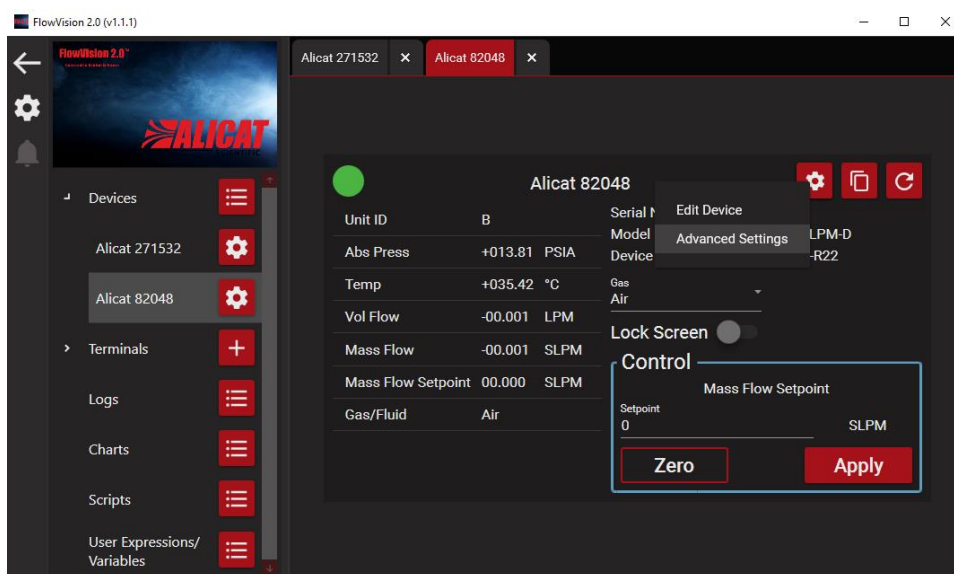 FlowVision 2.0 (v1.1.1)
FlowVision 2.0™
ALICAT
Alicat 271532 ×
Alicat 82048 ×
Devices
Alicat 271532
Alicat 82048
Terminals
Logs
Charts
Scripts
User Expressions/
Variables
Alicat 82048
Unit ID B
Abs Press +013.81 PSIA
Temp +035.42 °C
Vol Flow -00.001 LPM
Mass Flow -00.001 SLPM
Mass Flow Setpoint 00.000 SLPM
Gas/Fluid Air
Edit Device
Advanced Settings
Serial N
Model LPM-D
Device -R22
Gas
Air
Lock Screen
Control
Mass Flow Setpoint
Setpoint
0 SLPM
Zero Apply